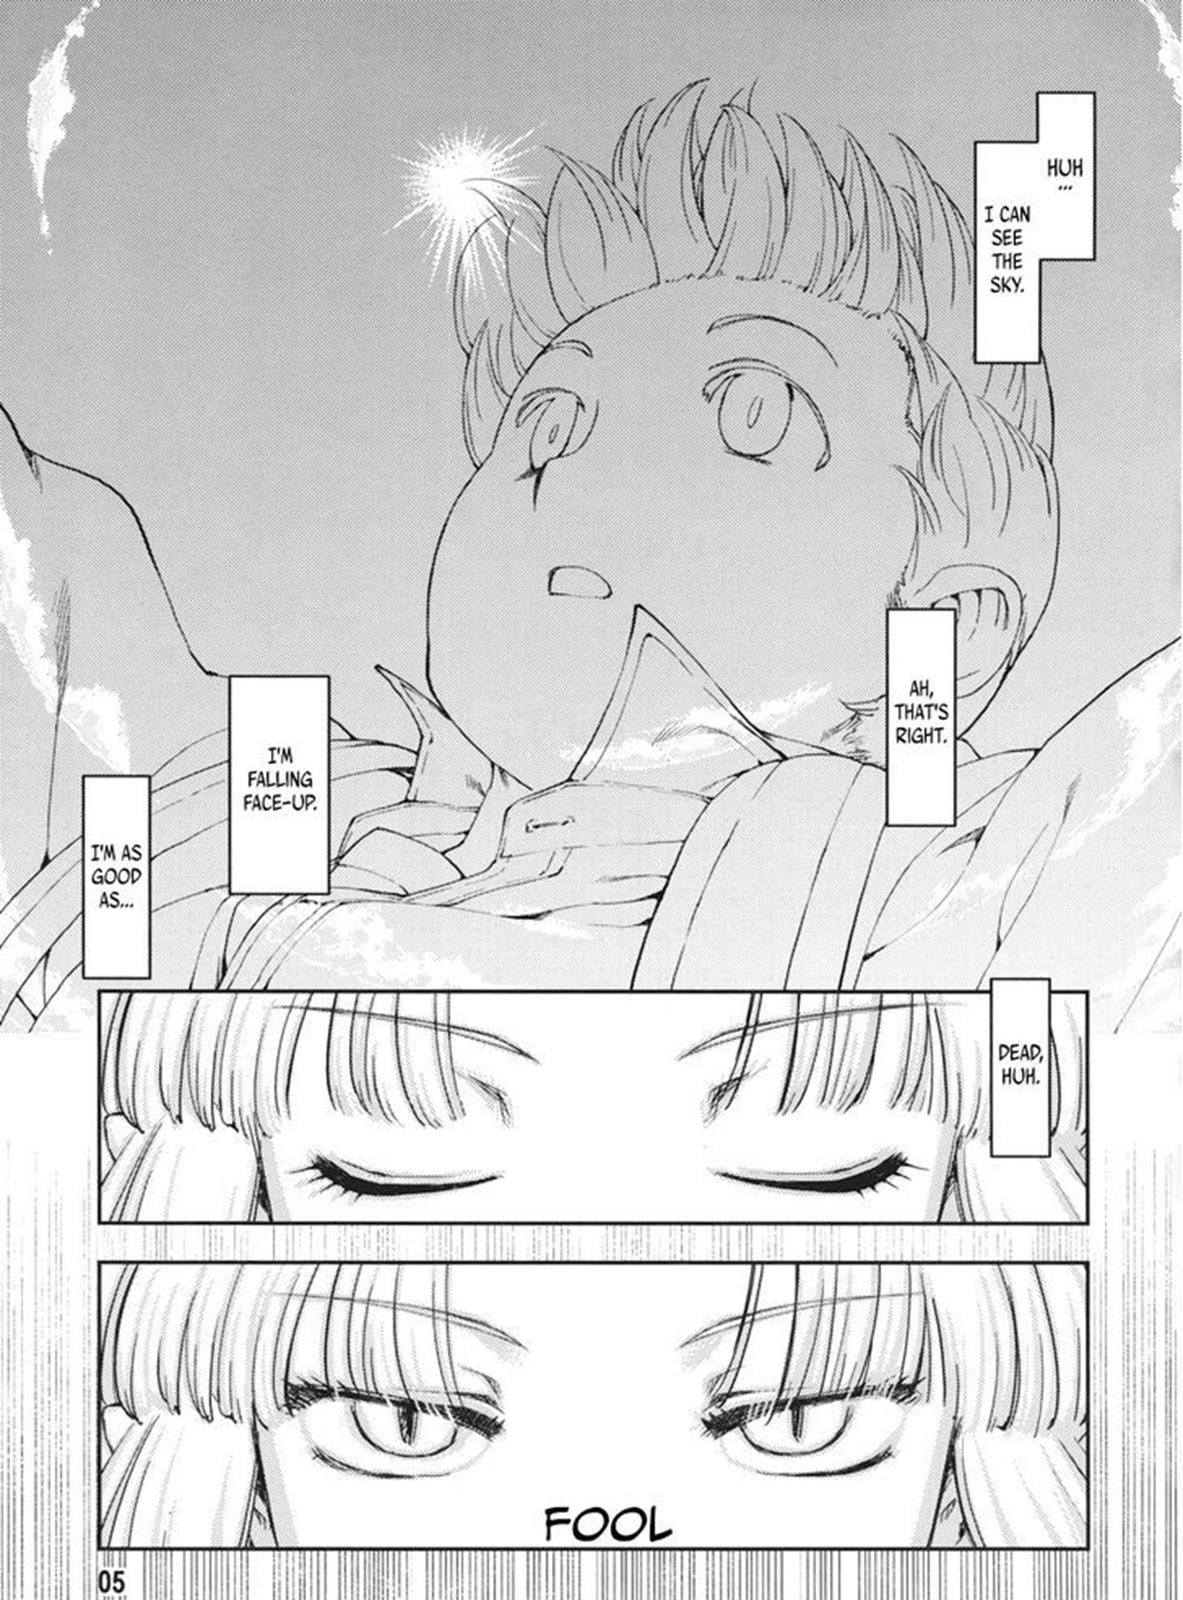 HUH
...
I CAN
SEE
THE
SKY.
AH,
THAT'S
RIGHT.
I'M
FALLING
FACE-UP.
I'M AS
GOOD
AS...
DEAD,
HUH.
FOOL
05